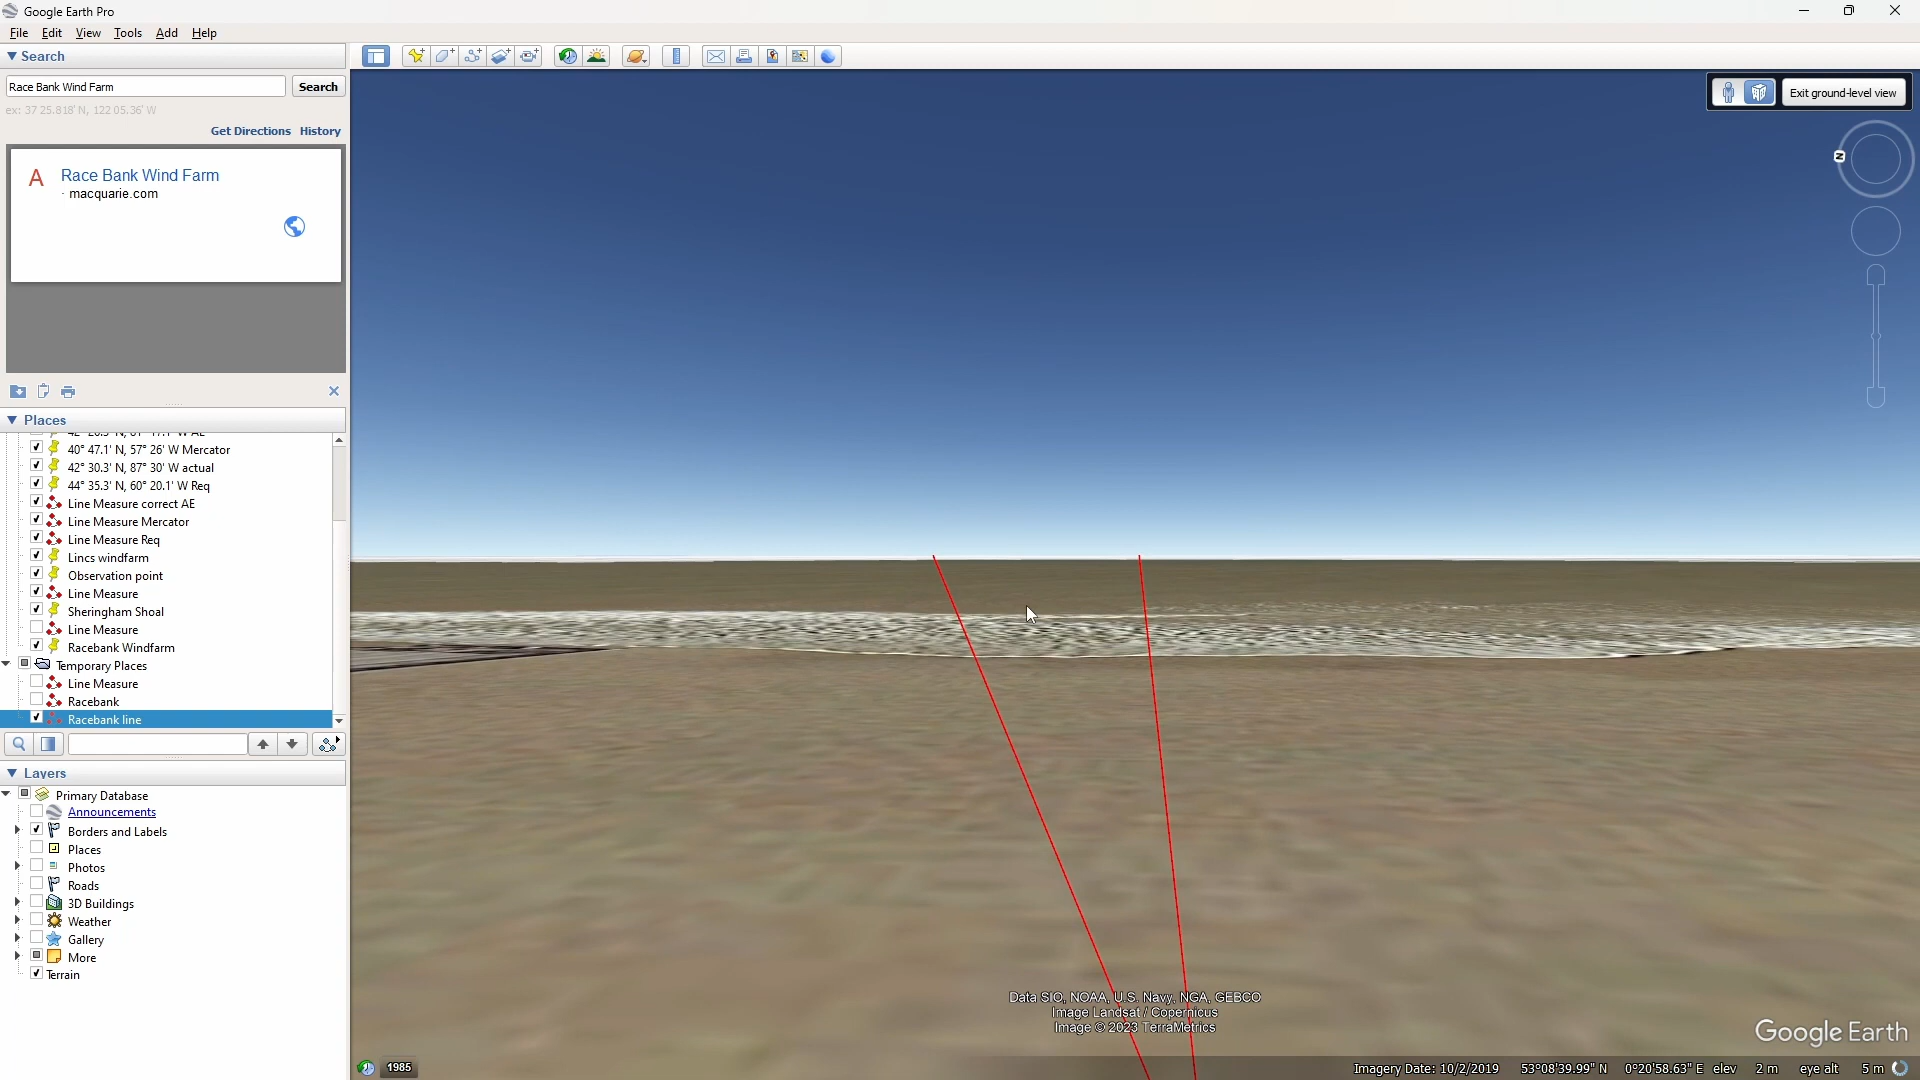 Google Earth Pro
File Edit View Tools Add Help
Search
Race Bank Wind Farm
Search
ex: 37 25.818' N, 122 05.36' W
Get Directions History
A Race Bank Wind Farm
· macquarie.com
Places
40° 47.1' N, 57° 26' W Mercator
42° 30.3' N, 87° 30' W actual
44° 35.3' N, 60° 20.1' W Req
Line Measure correct AE
Line Measure Mercator
Line Measure Req
Lincs windfarm
Observation point
Line Measure
Sheringham Shoal
Line Measure
Racebank Windfarm
Temporary Places
Line Measure
Racebank
Racebank line
Layers
Primary Database
Announcements
Borders and Labels
Places
Photos
Roads
3D Buildings
Weather
Gallery
More
Terrain
Exit ground-level view
N
Data SIO, NOAA, U.S. Navy, NGA, GEBCO
Image Landsat / Copernicus
Image © 2023 TerraMetrics
Google Earth
1985
Imagery Date: 10/2/2019 53°08'39.99" N 0°20'58.63" E elev 2 m eye alt 5 m